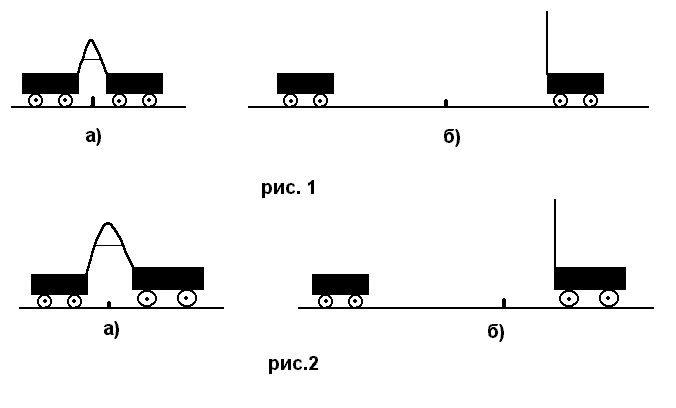 а) б)
рис. 1
а) б)
рис.2